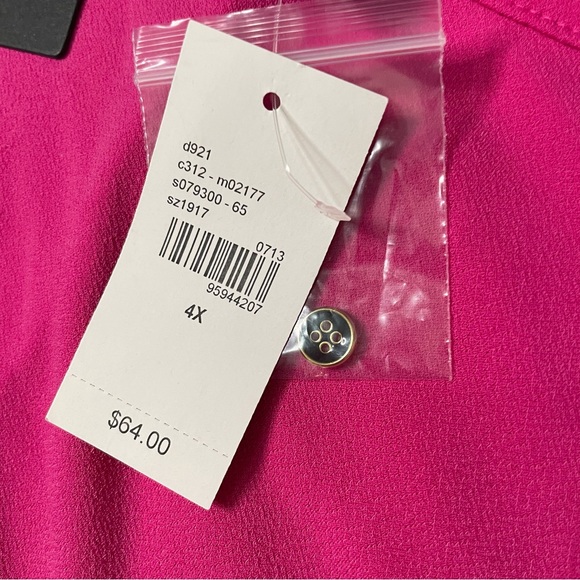 d921
c312 - m02177
s079300 - 65
sz1917
0713
95944207
4X
$64.00